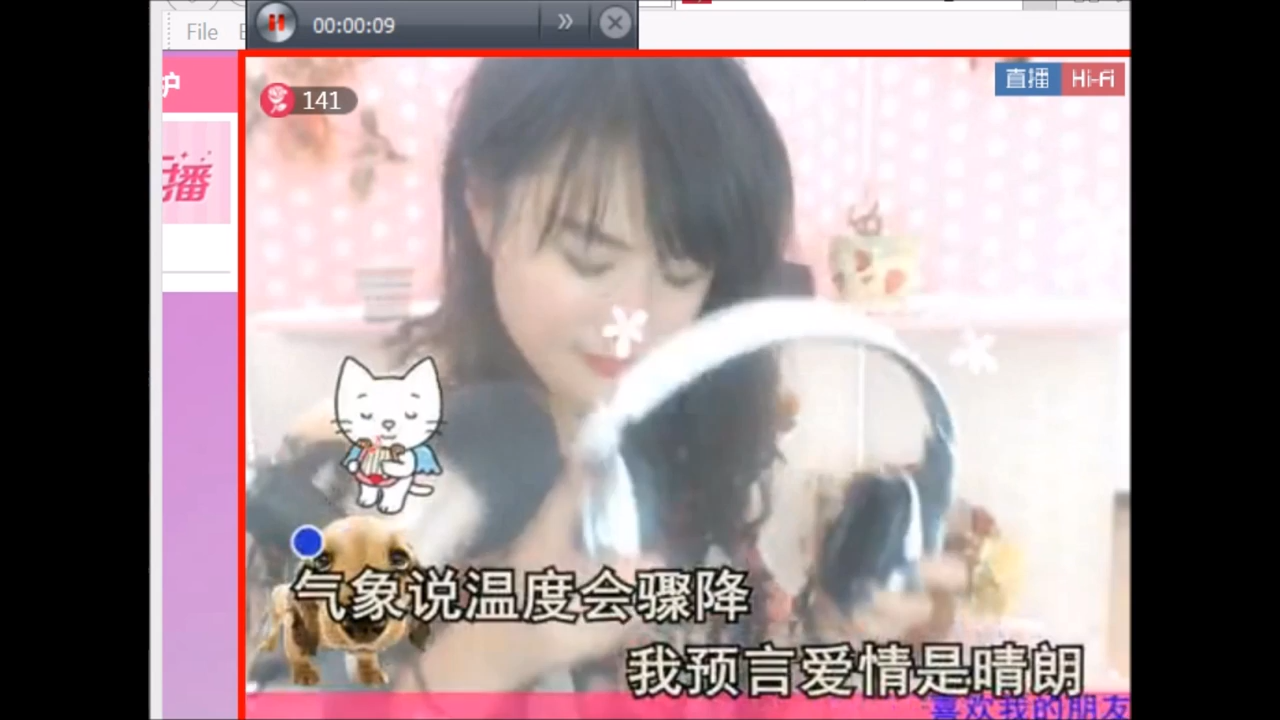 00:00:09
File
护
141
直播 Hi-Fi
播
气象说温度会骤降
我预言爱情是晴朗
喜欢我的朋友